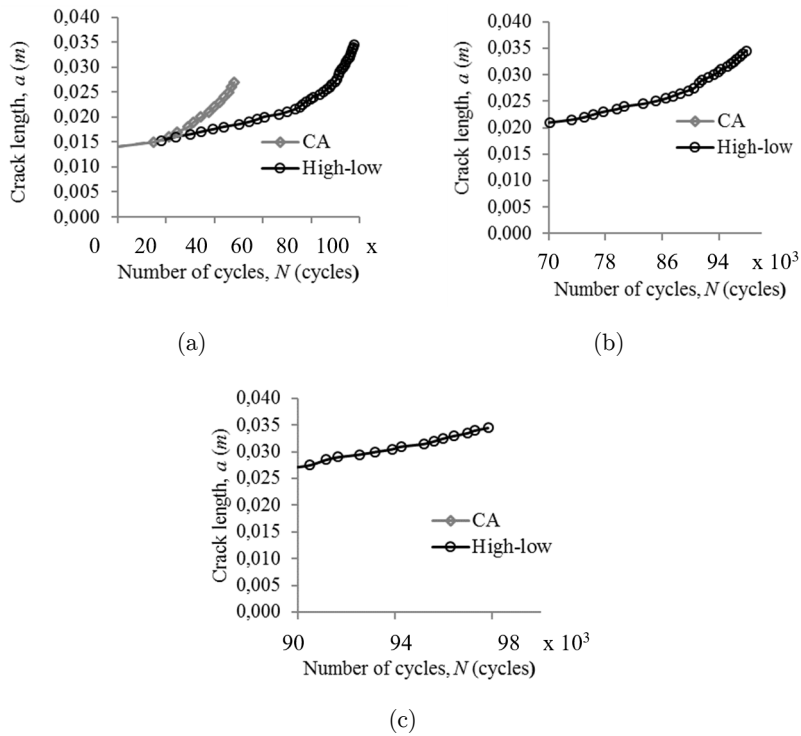 0,040
0,035
0,030
0,025
0,020
0,015
0,010
0,005
0,000
Crack length, a (m)
CA
High-low
0 20 40 60 80 100 x
Number of cycles, N (cycles)
(a)
0,040
0,035
0,030
0,025
0,020
0,015
0,010
0,005
0,000
Crack length, a (m)
CA
High-low
70 78 86 94 x 10³
Number of cycles, N (cycles)
(b)
0,040
0,035
0,030
0,025
0,020
0,015
0,010
0,005
0,000
Crack length, a (m)
CA
High-low
90 94 98 x 10³
Number of cycles, N (cycles)
(c)